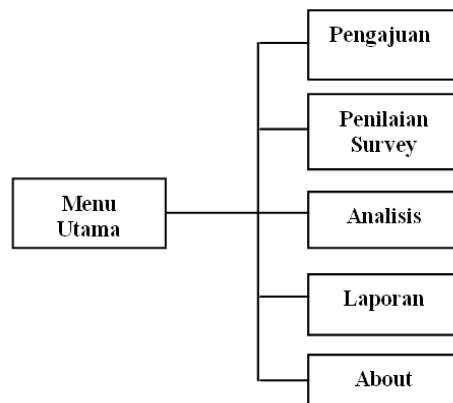 Menu
Utama
Pengajuan
Penilaian
Survey
Analisis
Laporan
About